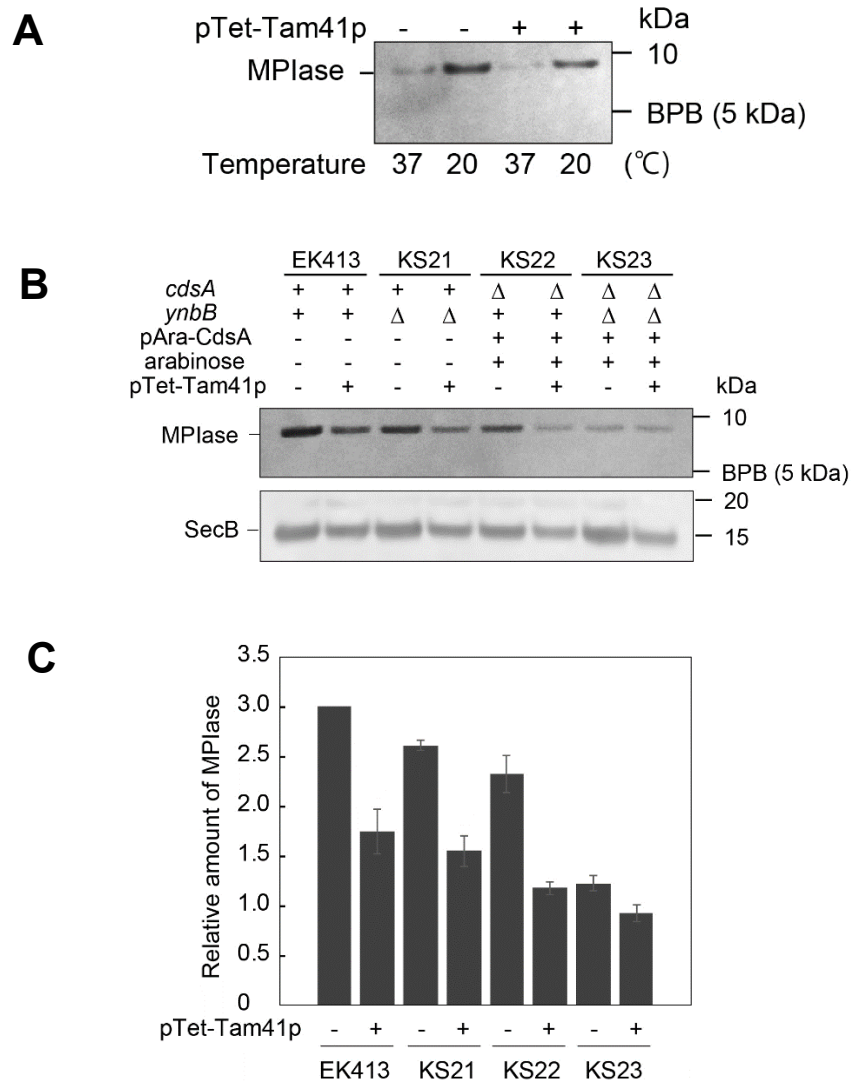 A
pTet-Tam41p - - + +
kDa
10
MPIase
BPB (5 kDa)
Temperature 37 20 37 20 (℃)
B
EK413 KS21 KS22 KS23
cdsA + + + + Δ Δ Δ Δ
ynbB + + Δ Δ + + Δ Δ
pAra-CdsA - - - - + + + +
arabinose - - - - + + + +
pTet-Tam41p - + - + - + - + kDa
10
MPIase
BPB (5 kDa)
20
SecB
15
C
Relative amount of MPIase
3.5
3.0
2.5
2.0
1.5
1.0
0.5
0
pTet-Tam41p - + - + - + - +
EK413 KS21 KS22 KS23